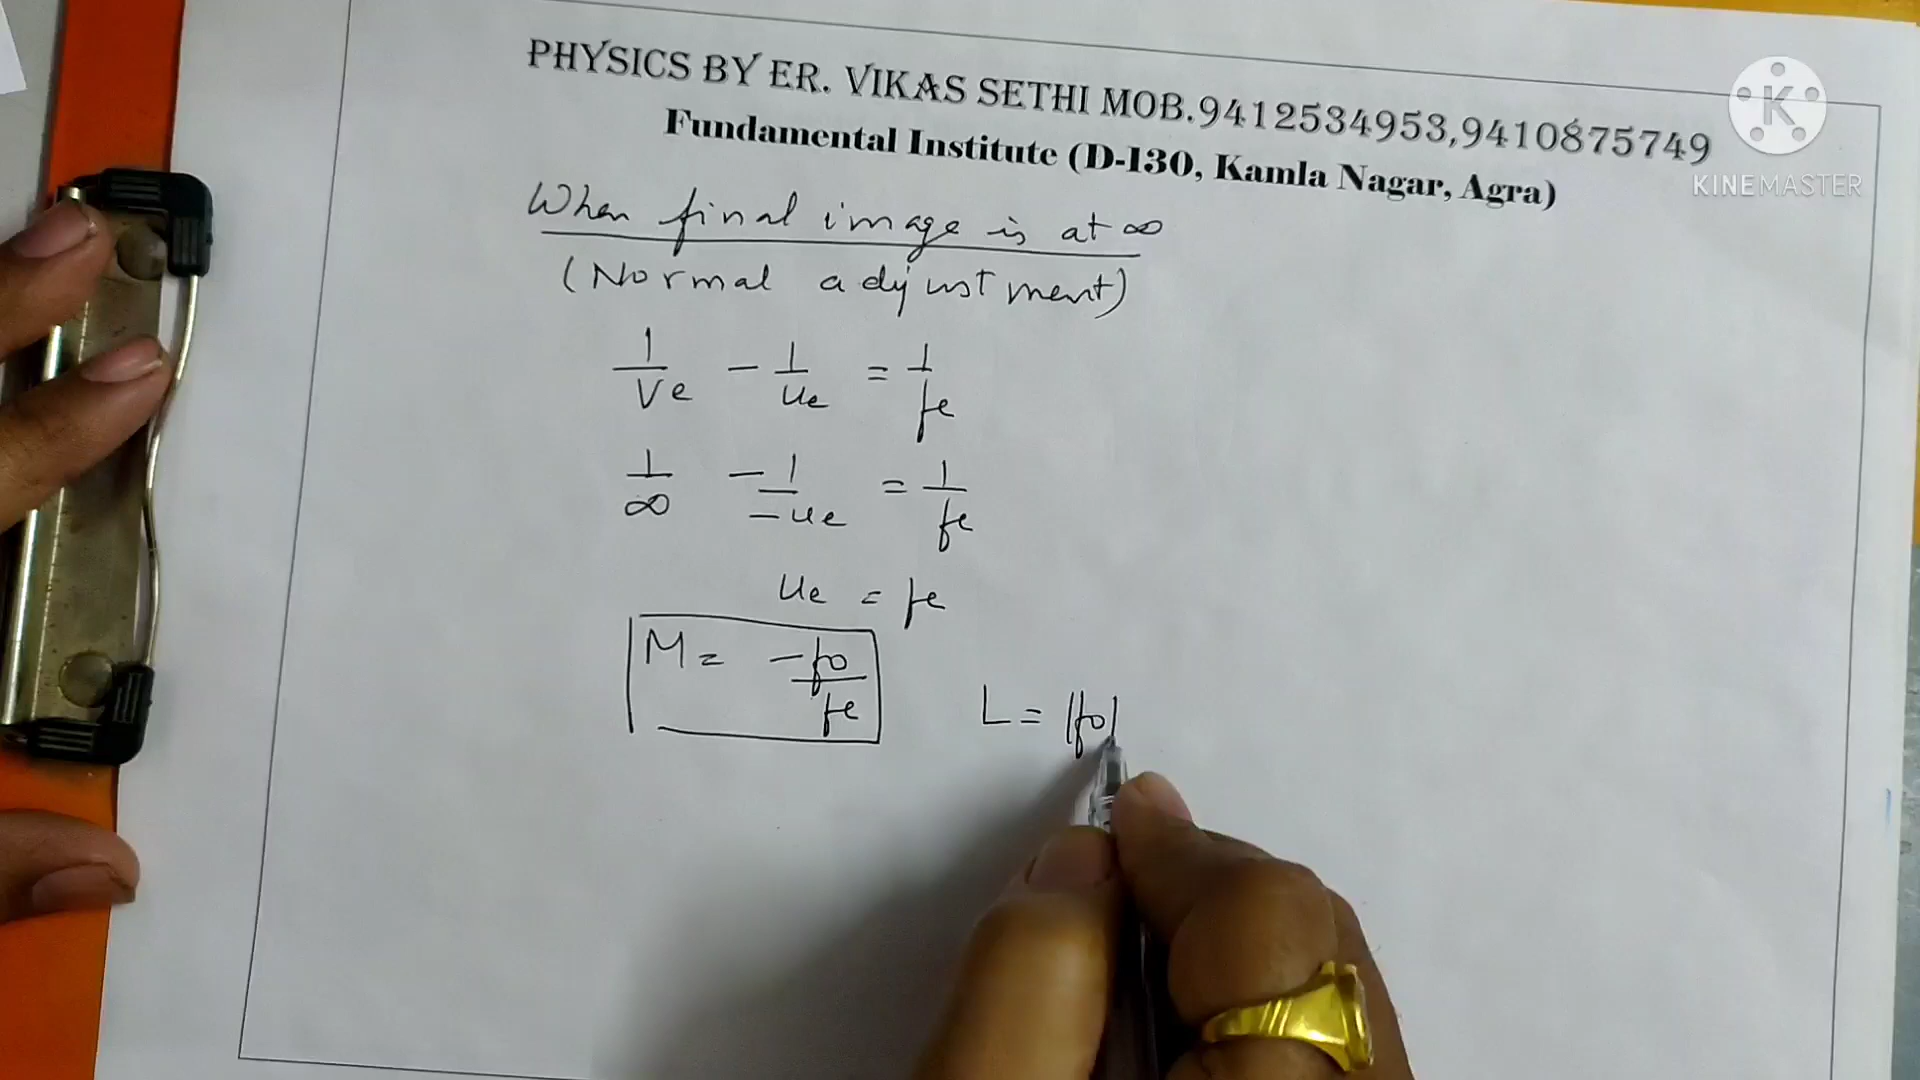 PHYSICS BY ER. VIKAS SETHI MOB.9412534953,9410875749
Fundamental Institute (D-130, Kamla Nagar, Agra)
K
KINEMASTER
When final image is at ∞
(Normal adjustment)
1/Ve - 1/ue = 1/fe
1/∞ - 1/-ue = 1/fe
ue = fe
M = -fo/fe
L = |fo|